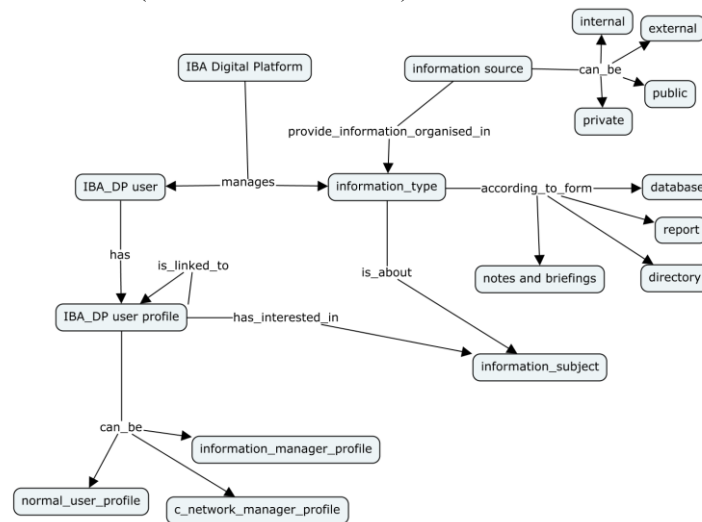 internal
external
IBA Digital Platform
information source
can_be
public
private
provide_information_organised_in
IBA_DP user
manages
information_type
according_to_form
database
report
has
is_linked_to
is_about
notes and briefings
directory
IBA_DP user profile
has_interested_in
information_subject
can_be
information_manager_profile
normal_user_profile
c_network_manager_profile